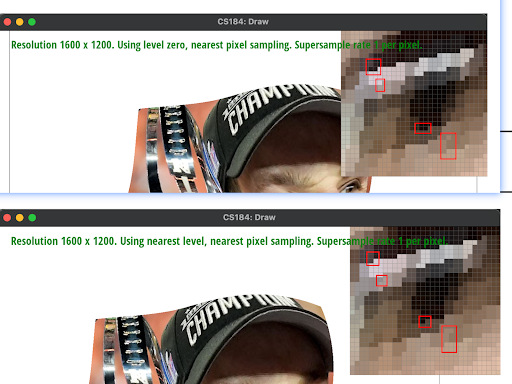 CS184: Draw
Resolution 1600 x 1200. Using level zero, nearest pixel sampling. Supersample rate 1 per pixel.
CHAMPION
CS184: Draw
Resolution 1600 x 1200. Using nearest level, nearest pixel sampling. Supersample rate 1 per pixel.
CHAMPION